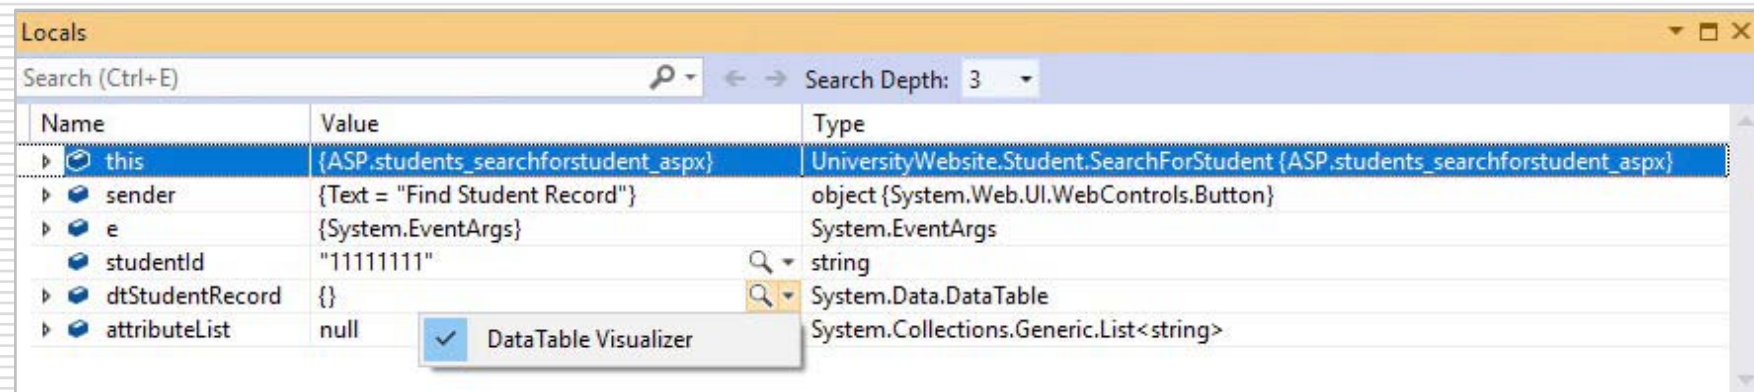 Locals
Search (Ctrl+E) Search Depth: 3
Name Value Type
this {ASP.students_searchforstudent_aspx} UniversityWebsite.Student.SearchForStudent {ASP.students_searchforstudent_aspx}
sender {Text = "Find Student Record"} object {System.Web.UI.WebControls.Button}
e {System.EventArgs} System.EventArgs
studentId "11111111" string
dtStudentRecord {} System.Data.DataTable
attributeList null System.Collections.Generic.List<string>
DataTable Visualizer